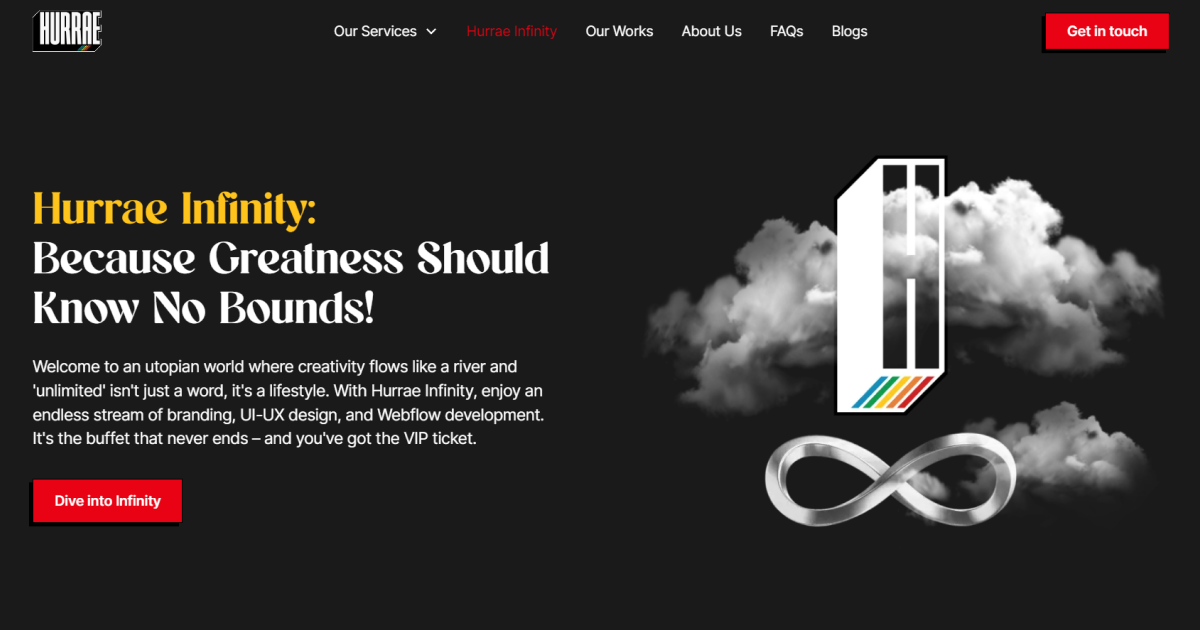 HURRAE
Our Services
Hurrae Infinity
Our Works
About Us
FAQs
Blogs
Get in touch
Hurrae Infinity:
Because Greatness Should
Know No Bounds!
Welcome to an utopian world where creativity flows like a river and
'unlimited' isn't just a word, it's a lifestyle. With Hurrae Infinity, enjoy an
endless stream of branding, UI-UX design, and Webflow development.
It's the buffet that never ends – and you've got the VIP ticket.
Dive into Infinity
H